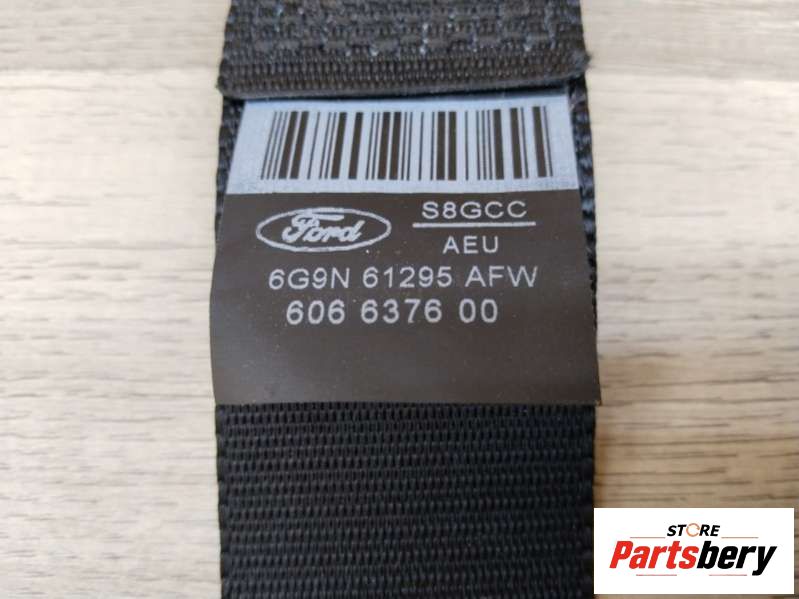 S8GCC
Ford
AEU
6G9N 61295 AFW
606 6376 00
STORE
Partsbery